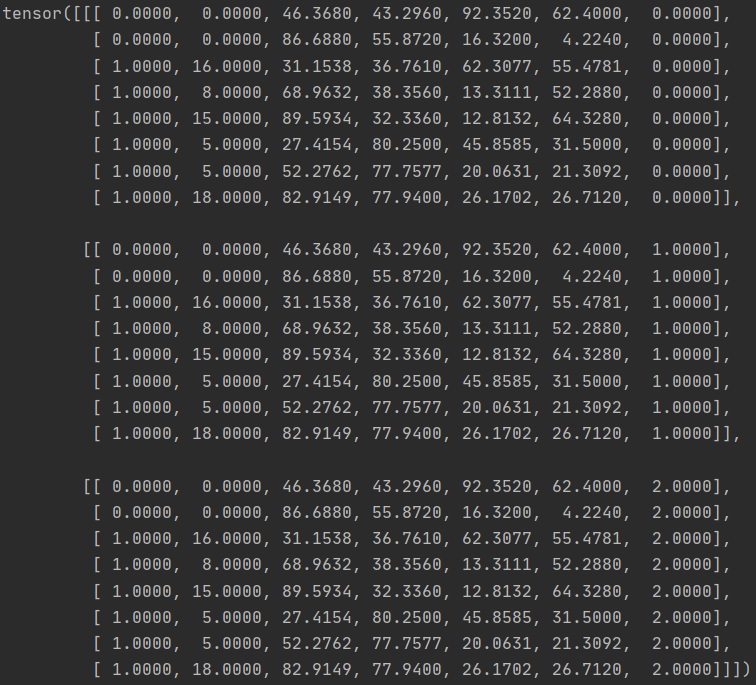 tensor([[[ 0.0000,  0.0000, 46.3680, 43.2960, 92.3520, 62.4000,  0.0000],
         [ 0.0000,  0.0000, 86.6880, 55.8720, 16.3200,  4.2240,  0.0000],
         [ 1.0000, 16.0000, 31.1538, 36.7610, 62.3077, 55.4781,  0.0000],
         [ 1.0000,  8.0000, 68.9632, 38.3560, 13.3111, 52.2880,  0.0000],
         [ 1.0000, 15.0000, 89.5934, 32.3360, 12.8132, 64.3280,  0.0000],
         [ 1.0000,  5.0000, 27.4154, 80.2500, 45.8585, 31.5000,  0.0000],
         [ 1.0000,  5.0000, 52.2762, 77.7577, 20.0631, 21.3092,  0.0000],
         [ 1.0000, 18.0000, 82.9149, 77.9400, 26.1702, 26.7120,  0.0000]],

        [[ 0.0000,  0.0000, 46.3680, 43.2960, 92.3520, 62.4000,  1.0000],
         [ 0.0000,  0.0000, 86.6880, 55.8720, 16.3200,  4.2240,  1.0000],
         [ 1.0000, 16.0000, 31.1538, 36.7610, 62.3077, 55.4781,  1.0000],
         [ 1.0000,  8.0000, 68.9632, 38.3560, 13.3111, 52.2880,  1.0000],
         [ 1.0000, 15.0000, 89.5934, 32.3360, 12.8132, 64.3280,  1.0000],
         [ 1.0000,  5.0000, 27.4154, 80.2500, 45.8585, 31.5000,  1.0000],
         [ 1.0000,  5.0000, 52.2762, 77.7577, 20.0631, 21.3092,  1.0000],
         [ 1.0000, 18.0000, 82.9149, 77.9400, 26.1702, 26.7120,  1.0000]],

        [[ 0.0000,  0.0000, 46.3680, 43.2960, 92.3520, 62.4000,  2.0000],
         [ 0.0000,  0.0000, 86.6880, 55.8720, 16.3200,  4.2240,  2.0000],
         [ 1.0000, 16.0000, 31.1538, 36.7610, 62.3077, 55.4781,  2.0000],
         [ 1.0000,  8.0000, 68.9632, 38.3560, 13.3111, 52.2880,  2.0000],
         [ 1.0000, 15.0000, 89.5934, 32.3360, 12.8132, 64.3280,  2.0000],
         [ 1.0000,  5.0000, 27.4154, 80.2500, 45.8585, 31.5000,  2.0000],
         [ 1.0000,  5.0000, 52.2762, 77.7577, 20.0631, 21.3092,  2.0000],
         [ 1.0000, 18.0000, 82.9149, 77.9400, 26.1702, 26.7120,  2.0000]]])